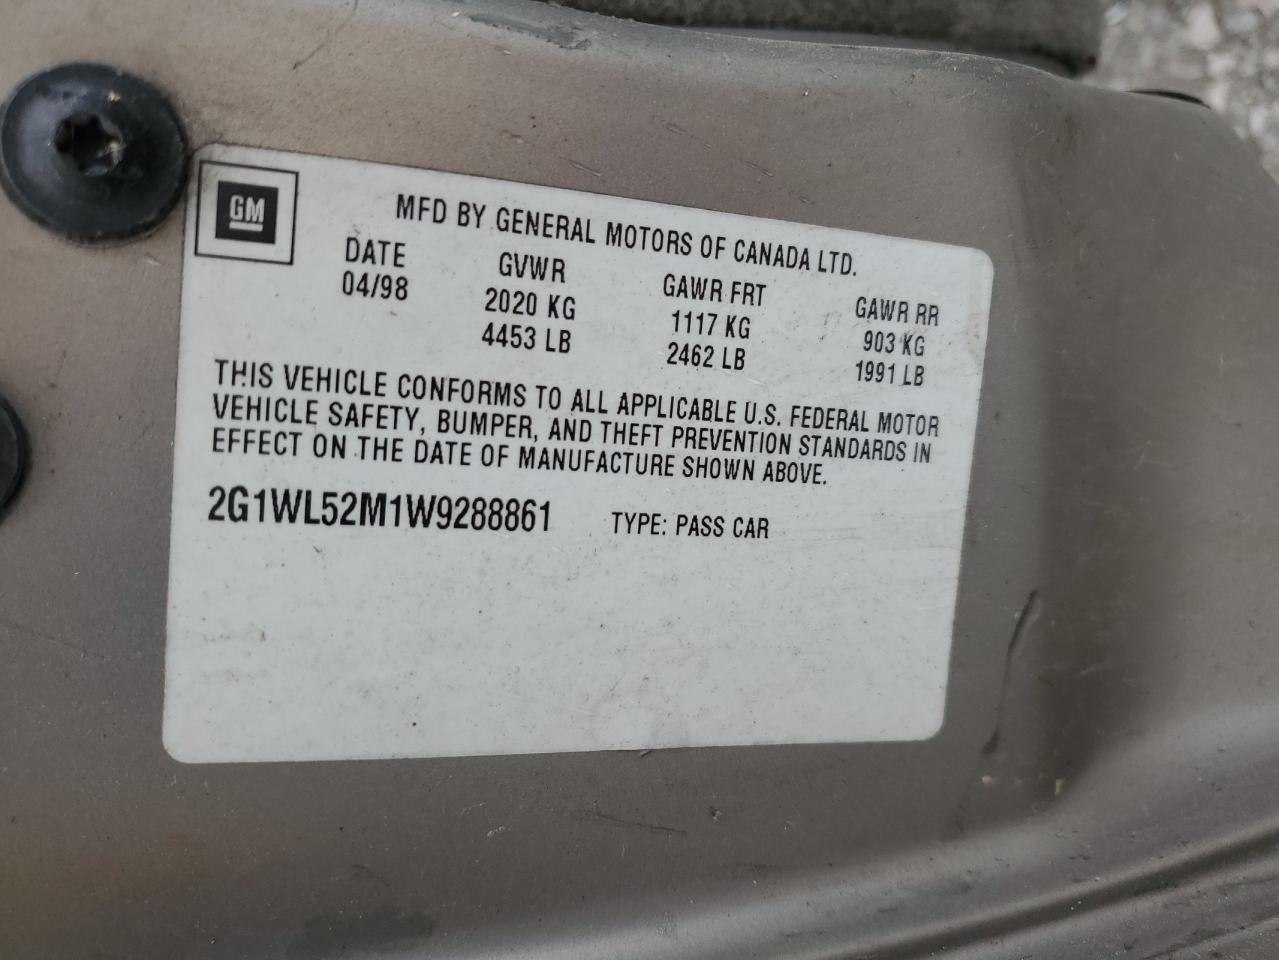 GM
MFD BY GENERAL MOTORS OF CANADA LTD.
DATE GVWR GAWR FRT GAWR RR
04/98 2020 KG 1117 KG 903 KG
4453 LB 2462 LB 1991 LB
THIS VEHICLE CONFORMS TO ALL APPLICABLE U.S. FEDERAL MOTOR
VEHICLE SAFETY, BUMPER, AND THEFT PREVENTION STANDARDS IN
EFFECT ON THE DATE OF MANUFACTURE SHOWN ABOVE.
2G1WL52M1W9288861 TYPE: PASS CAR